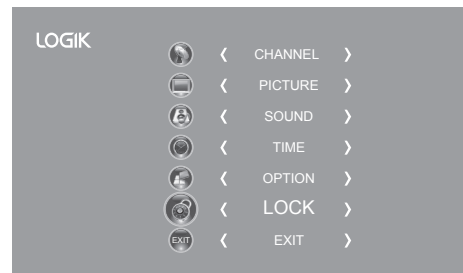 LOGIK
CHANNEL
PICTURE
SOUND
TIME
OPTION
LOCK
EXIT EXIT